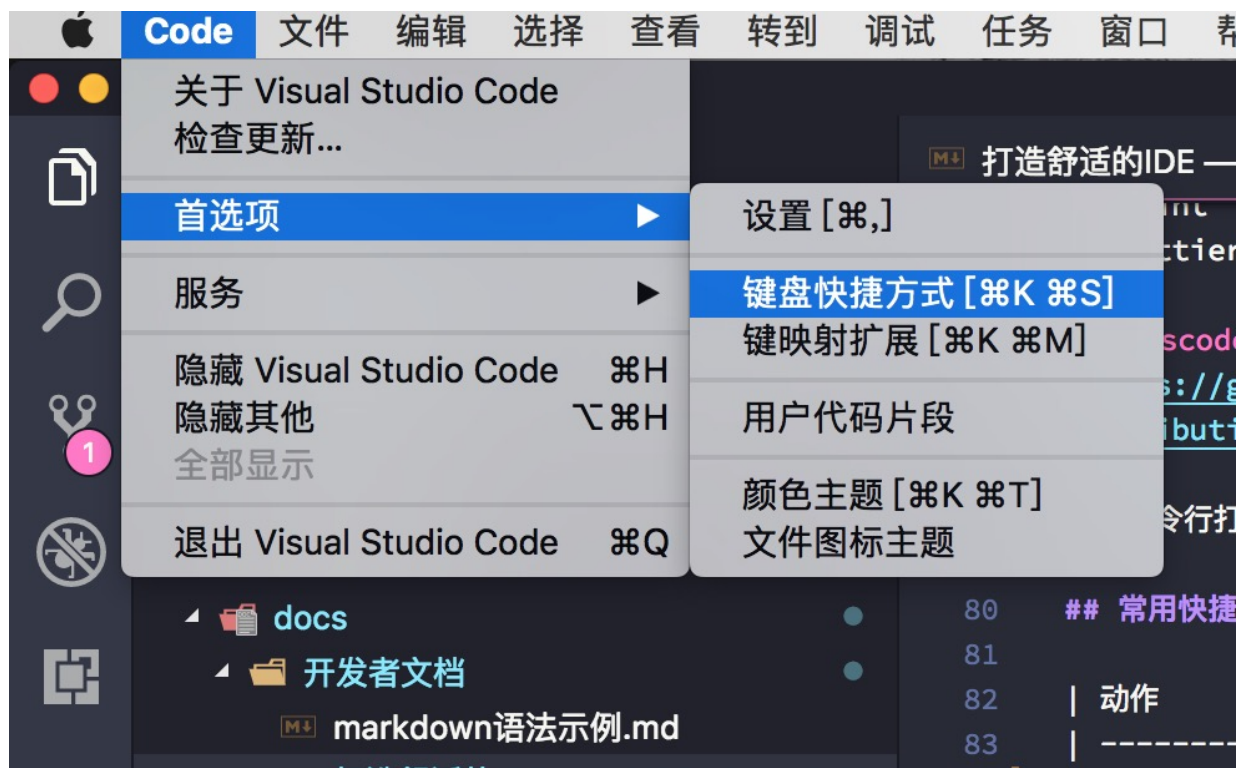 Code 文件 编辑 选择 查看 转到 调试 任务 窗口
关于 Visual Studio Code
检查更新...
首选项
服务
隐藏 Visual Studio Code ⌘H
隐藏其他 ⌥⌘H
全部显示
退出 Visual Studio Code ⌘Q
设置 [⌘,]
键盘快捷方式 [⌘K ⌘S]
键映射扩展 [⌘K ⌘M]
用户代码片段
颜色主题 [⌘K ⌘T]
文件图标主题
1
docs
开发者文档
M↓ markdown语法示例.md
M↓ 打造舒适的IDE —
ttier
scode
s://g
ibuti
令行打
80 ## 常用快捷
81
82 | 动作
83 | --------